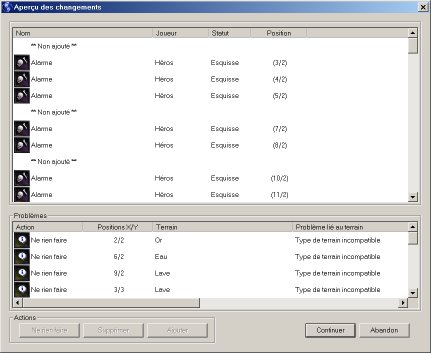 Aperçu des changements
Nom Joueur Statut Position
** Non ajouté **
Alarme Héros Esquisse (3/2)
Alarme Héros Esquisse (4/2)
Alarme Héros Esquisse (5/2)
** Non ajouté **
Alarme Héros Esquisse (7/2)
Alarme Héros Esquisse (8/2)
** Non ajouté **
Alarme Héros Esquisse (10/2)
Alarme Héros Esquisse (11/2)
Problèmes
Action Positions X/Y Terrain Problème lié au terrain
Ne rien faire 2/2 Or Type de terrain incompatible
Ne rien faire 6/2 Eau Type de terrain incompatible
Ne rien faire 9/2 Lave Type de terrain incompatible
Ne rien faire 3/3 Lave Type de terrain incompatible
Actions
Ne rien faire Supprimer Ajouter Continuer Abandon